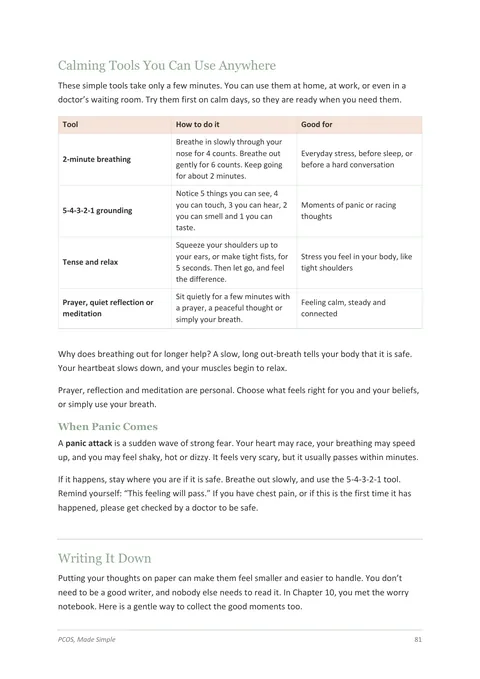 Calming Tools You Can Use Anywhere
These simple tools take only a few minutes. You can use them at home, at work, or even in a
doctor's waiting room. Try them first on calm days, so they are ready when you need them.
Tool
How to do it
Good for
2-minute breathing
Breathe in slowly through your
nose for 4 counts. Breathe out
gently for 6 counts. Keep going
for about 2 minutes.
Everyday stress, before sleep, or
before a hard conversation
5-4-3-2-1 grounding
Notice 5 things you can see, 4
you can touch, 3 you can hear, 2
you can smell and 1 you can
taste.
Moments of panic or racing
thoughts
Tense and relax
Squeeze your shoulders up to
your ears, or make tight fists, for
5 seconds. Then let go, and feel
the difference.
Stress you feel in your body, like
tight shoulders
Prayer, quiet reflection or
meditation
Sit quietly for a few minutes with
a prayer, a peaceful thought or
simply your breath.
Feeling calm, steady and
connected
Why does breathing out for longer help? A slow, long out-breath tells your body that it is safe.
Your heartbeat slows down, and your muscles begin to relax.
Prayer, reflection and meditation are personal. Choose what feels right for you and your beliefs,
or simply use your breath.
When Panic Comes
A panic attack is a sudden wave of strong fear. Your heart may race, your breathing may speed
up, and you may feel shaky, hot or dizzy. It feels very scary, but it usually passes within minutes.
If it happens, stay where you are if it is safe. Breathe out slowly, and use the 5-4-3-2-1 tool.
Remind yourself: "This feeling will pass." If you have chest pain, or if this is the first time it has
happened, please get checked by a doctor to be safe.
Writing It Down
Putting your thoughts on paper can make them feel smaller and easier to handle. You don't
need to be a good writer, and nobody else needs to read it. In Chapter 10, you met the worry
notebook. Here is a gentle way to collect the good moments too.
PCOS, Made Simple
81